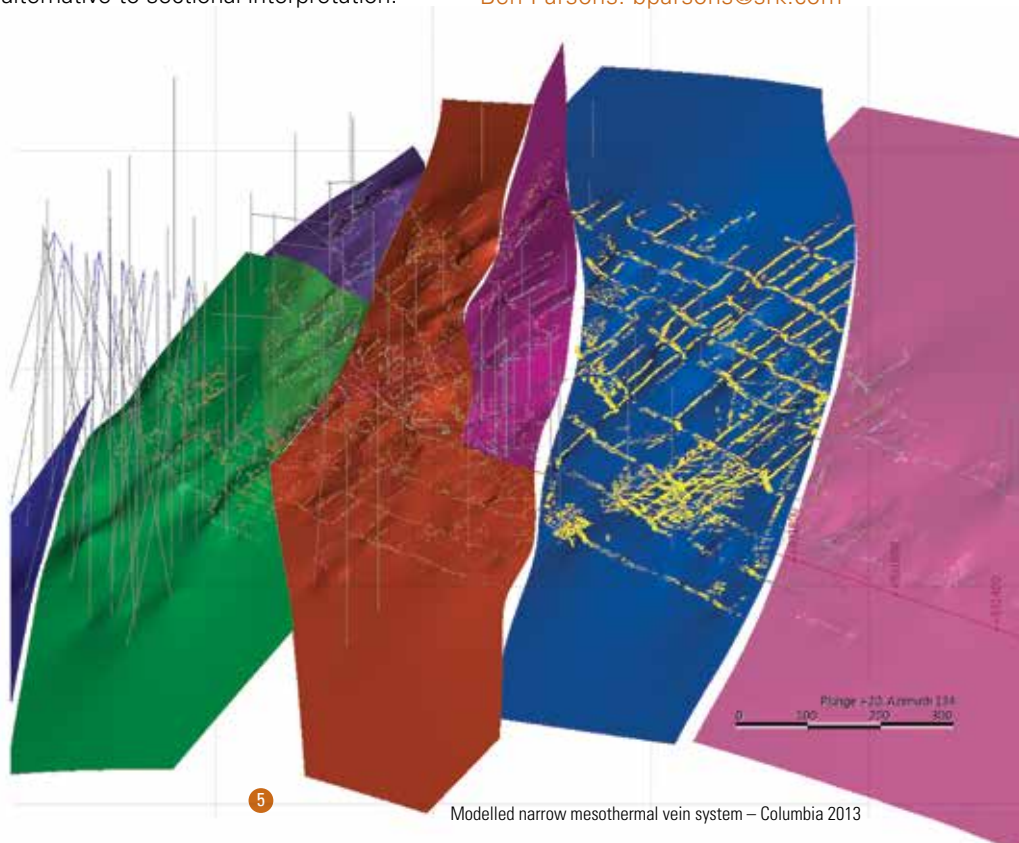 alternative to sectional interpretation.
Ben Parsons: bparsons@srk.com
Plunge +20, Azimuth 134
0 100 200 300
5
Modelled narrow mesothermal vein system – Columbia 2013